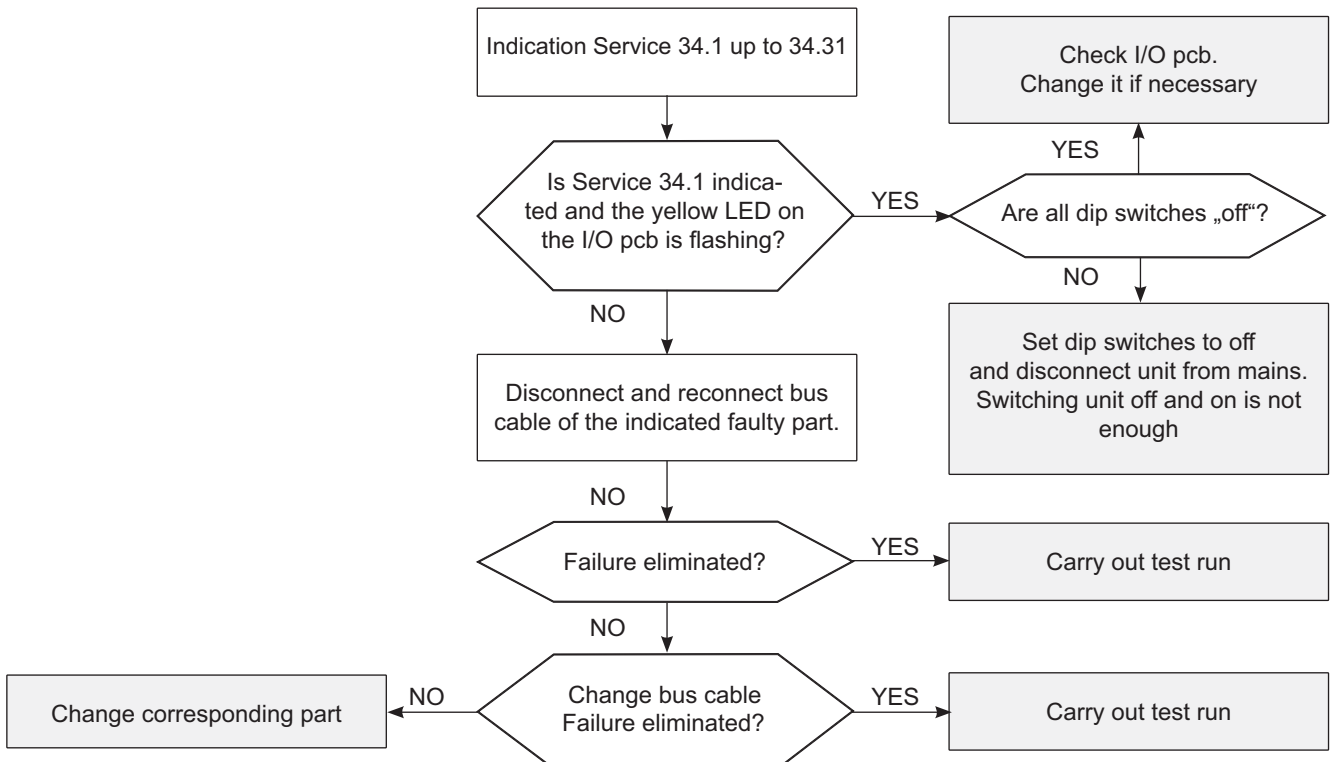 Indication Service 34.1 up to 34.31
Check I/O pcb.
Change it if necessary
YES
Is Service 34.1 indica-
ted and the yellow LED on
the I/O pcb is flashing?
YES
Are all dip switches „off“?
NO
NO
Set dip switches to off
and disconnect unit from mains.
Switching unit off and on is not
enough
Disconnect and reconnect bus
cable of the indicated faulty part.
NO
Failure eliminated?
YES
Carry out test run
NO
Change bus cable
Failure eliminated?
NO
Change corresponding part
YES
Carry out test run